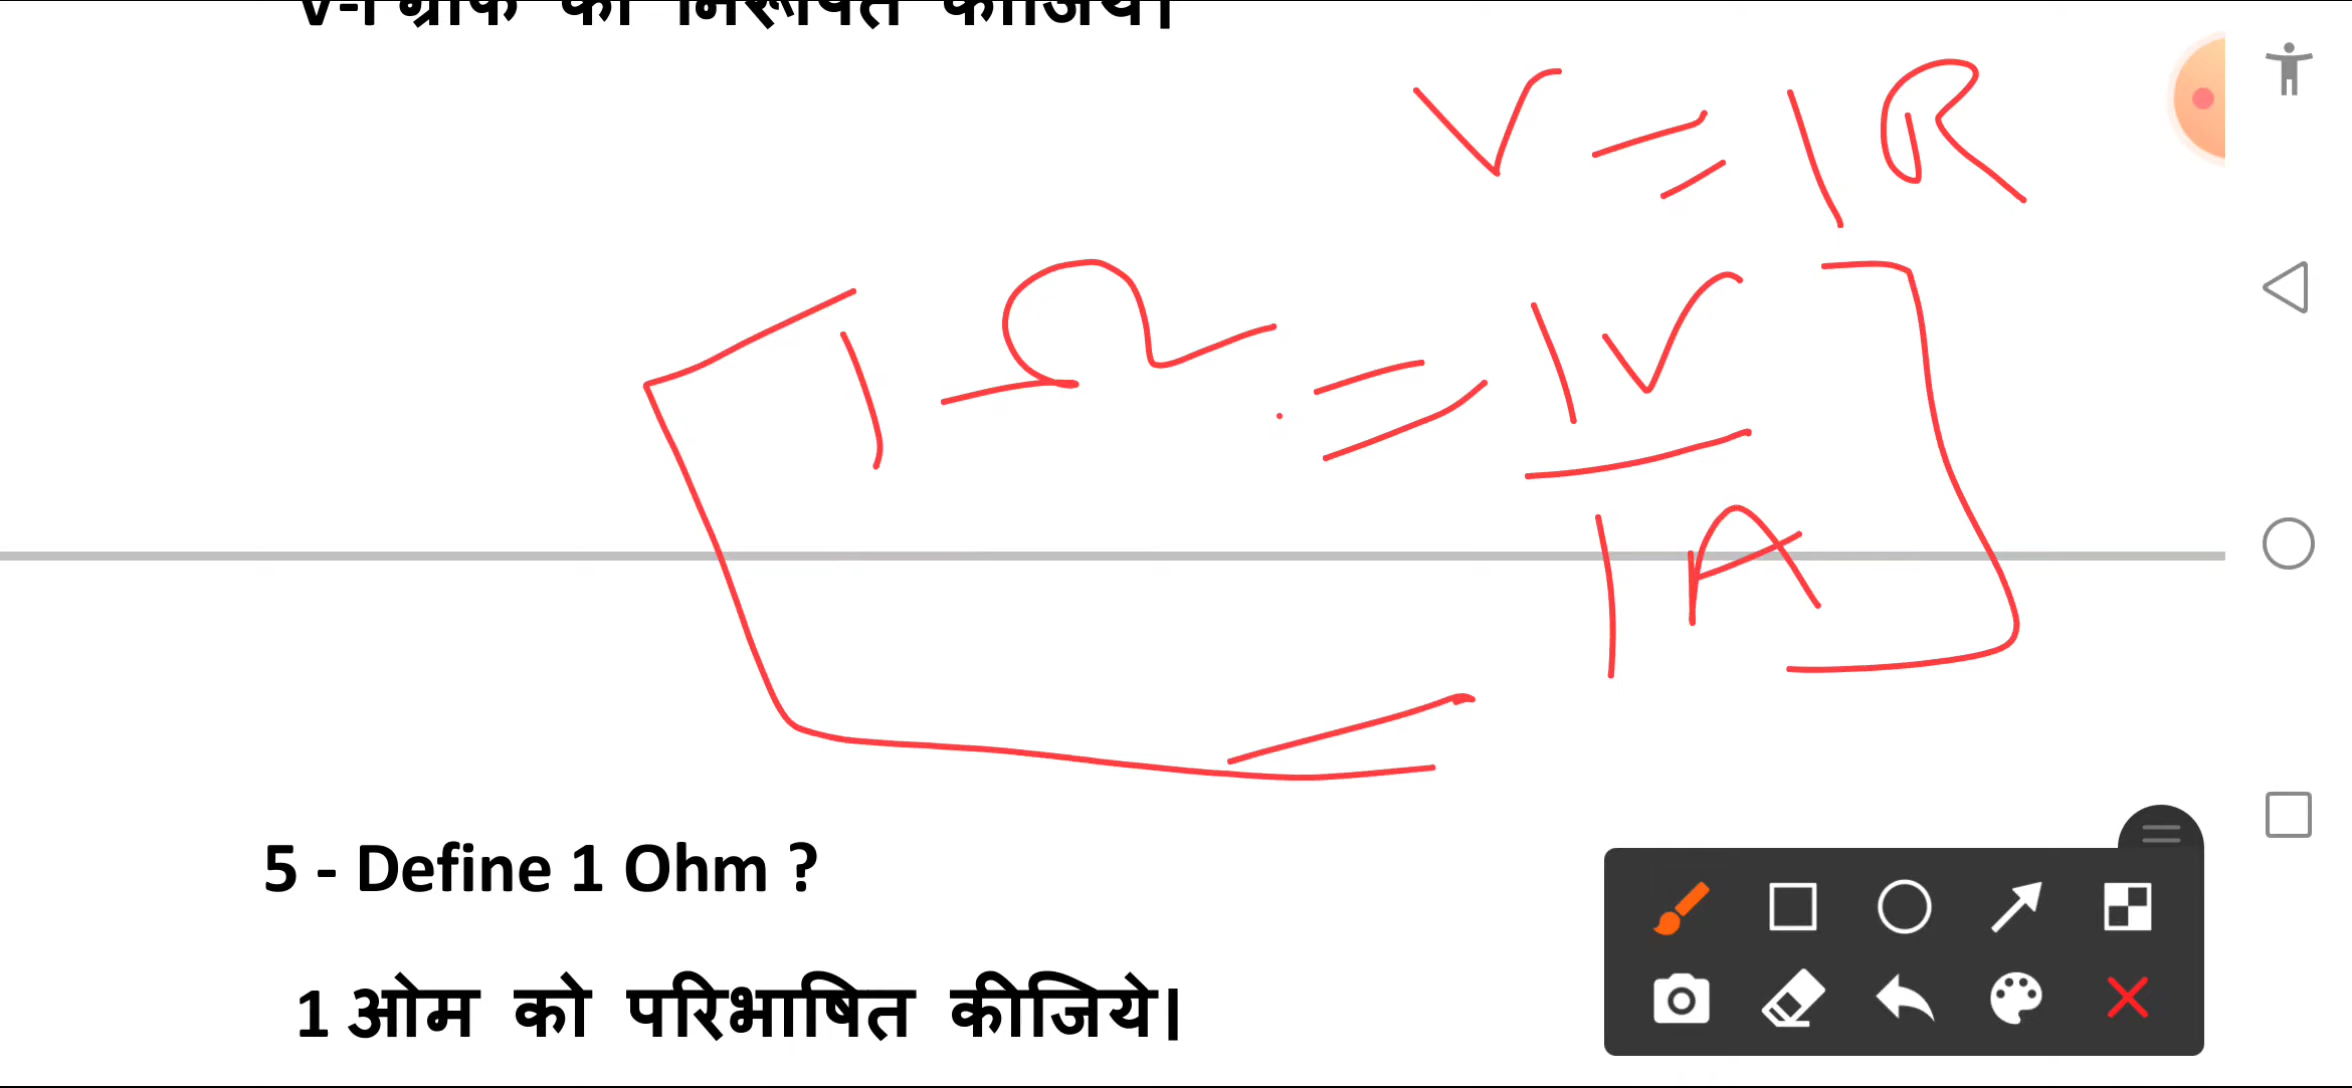 V-I ग्राफ को निरूपित कीजिये।
V = IR
1 Ω = 1V
1A
5 - Define 1 Ohm ?
1 ओम को परिभाषित कीजिये।